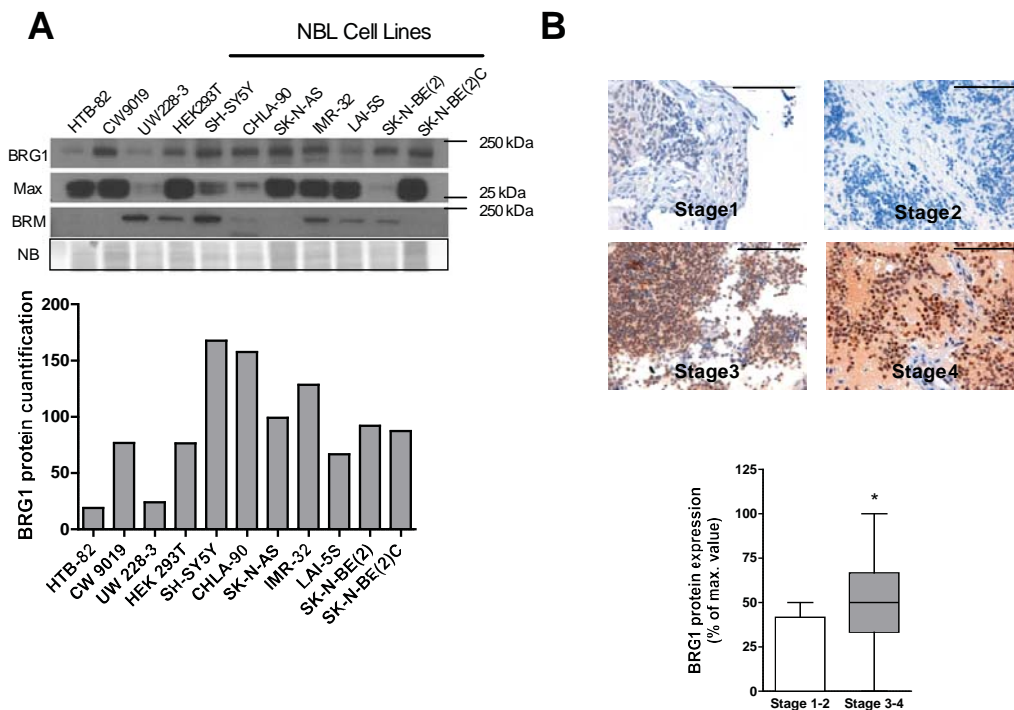 A
NBL Cell Lines
HTB-82
CW9019
UW228-3
HEK293T
SH-SY5Y
CHLA-90
SK-N-AS
IMR-32
LAI-5S
SK-N-BE(2)
SK-N-BE(2)C
BRG1
250 kDa
Max
25 kDa
BRM
250 kDa
NB
BRG1 protein cuantification
200
150
100
50
0
HTB-82
CW 9019
UW 228-3
HEK 293T
SH-SY5Y
CHLA-90
SK-N-AS
IMR-32
LAI-5S
SK-N-BE(2)
SK-N-BE(2)C
B
Stage1
Stage2
Stage3
Stage4
BRG1 protein expression
(% of max. value)
125
100
75
50
25
0
*
Stage 1-2
Stage 3-4